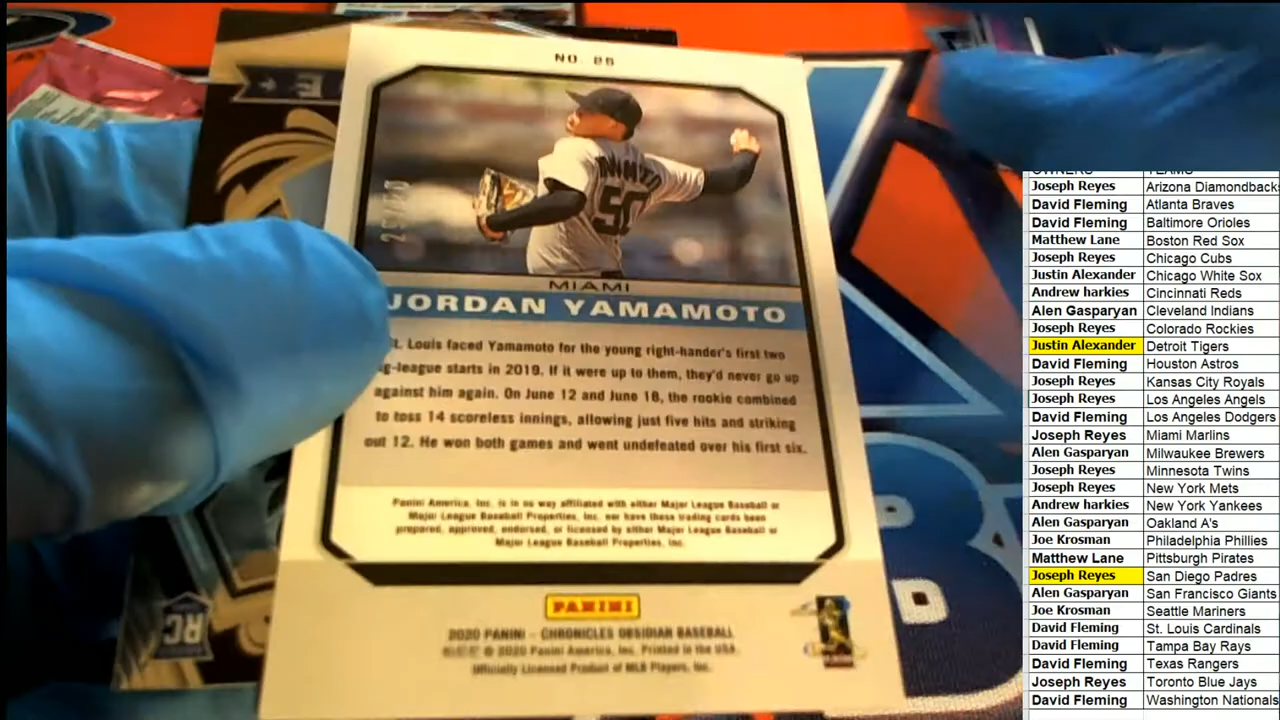 NO. 25
MIAMI
JORDAN YAMAMOTO
St. Louis faced Yamamoto for the young right-hander's first two
-league starts in 2019. If it were up to them, they'd never go up
against him again. On June 12 and June 18, the rookie combined
to toss 14 scoreless innings, allowing just five hits and striking
out 12. He won both games and went undefeated over his first six.
Panini America, Inc. is in no way affiliated with either Major League Baseball or
Major League Baseball Properties, Inc. nor have these trading cards been
prepared, approved, endorsed, or licensed by either Major League Baseball or
Major League Baseball Properties, Inc.
PANINI
2020 PANINI - CHRONICLES OBSIDIAN BASEBALL
© 2020 Panini America, Inc. Printed in the USA.
Officially Licensed Product of MLB Players, Inc.
RC
D
OWNERS TEAMS
Joseph Reyes Arizona Diamondback
David Fleming Atlanta Braves
David Fleming Baltimore Orioles
Matthew Lane Boston Red Sox
Joseph Reyes Chicago Cubs
Justin Alexander Chicago White Sox
Andrew harkies Cincinnati Reds
Alen Gasparyan Cleveland Indians
Joseph Reyes Colorado Rockies
Justin Alexander Detroit Tigers
David Fleming Houston Astros
Joseph Reyes Kansas City Royals
Joseph Reyes Los Angeles Angels
David Fleming Los Angeles Dodgers
Joseph Reyes Miami Marlins
Alen Gasparyan Milwaukee Brewers
Joseph Reyes Minnesota Twins
Joseph Reyes New York Mets
Andrew harkies New York Yankees
Alen Gasparyan Oakland A's
Joe Krosman Philadelphia Phillies
Matthew Lane Pittsburgh Pirates
Joseph Reyes San Diego Padres
Alen Gasparyan San Francisco Giants
Joe Krosman Seattle Mariners
David Fleming St. Louis Cardinals
David Fleming Tampa Bay Rays
David Fleming Texas Rangers
Joseph Reyes Toronto Blue Jays
David Fleming Washington Nationals